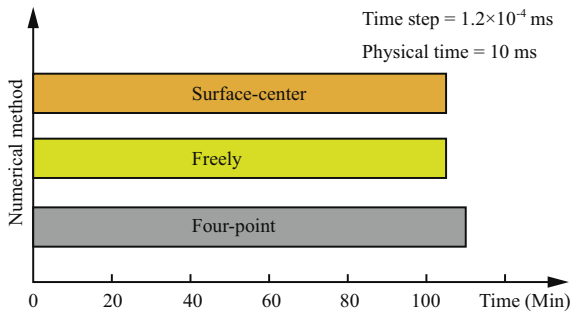 Time step = 1.2×10⁻⁴ ms
Physical time = 10 ms
Numerical method
Surface-center
Freely
Four-point
0 20 40 60 80 100 Time (Min)